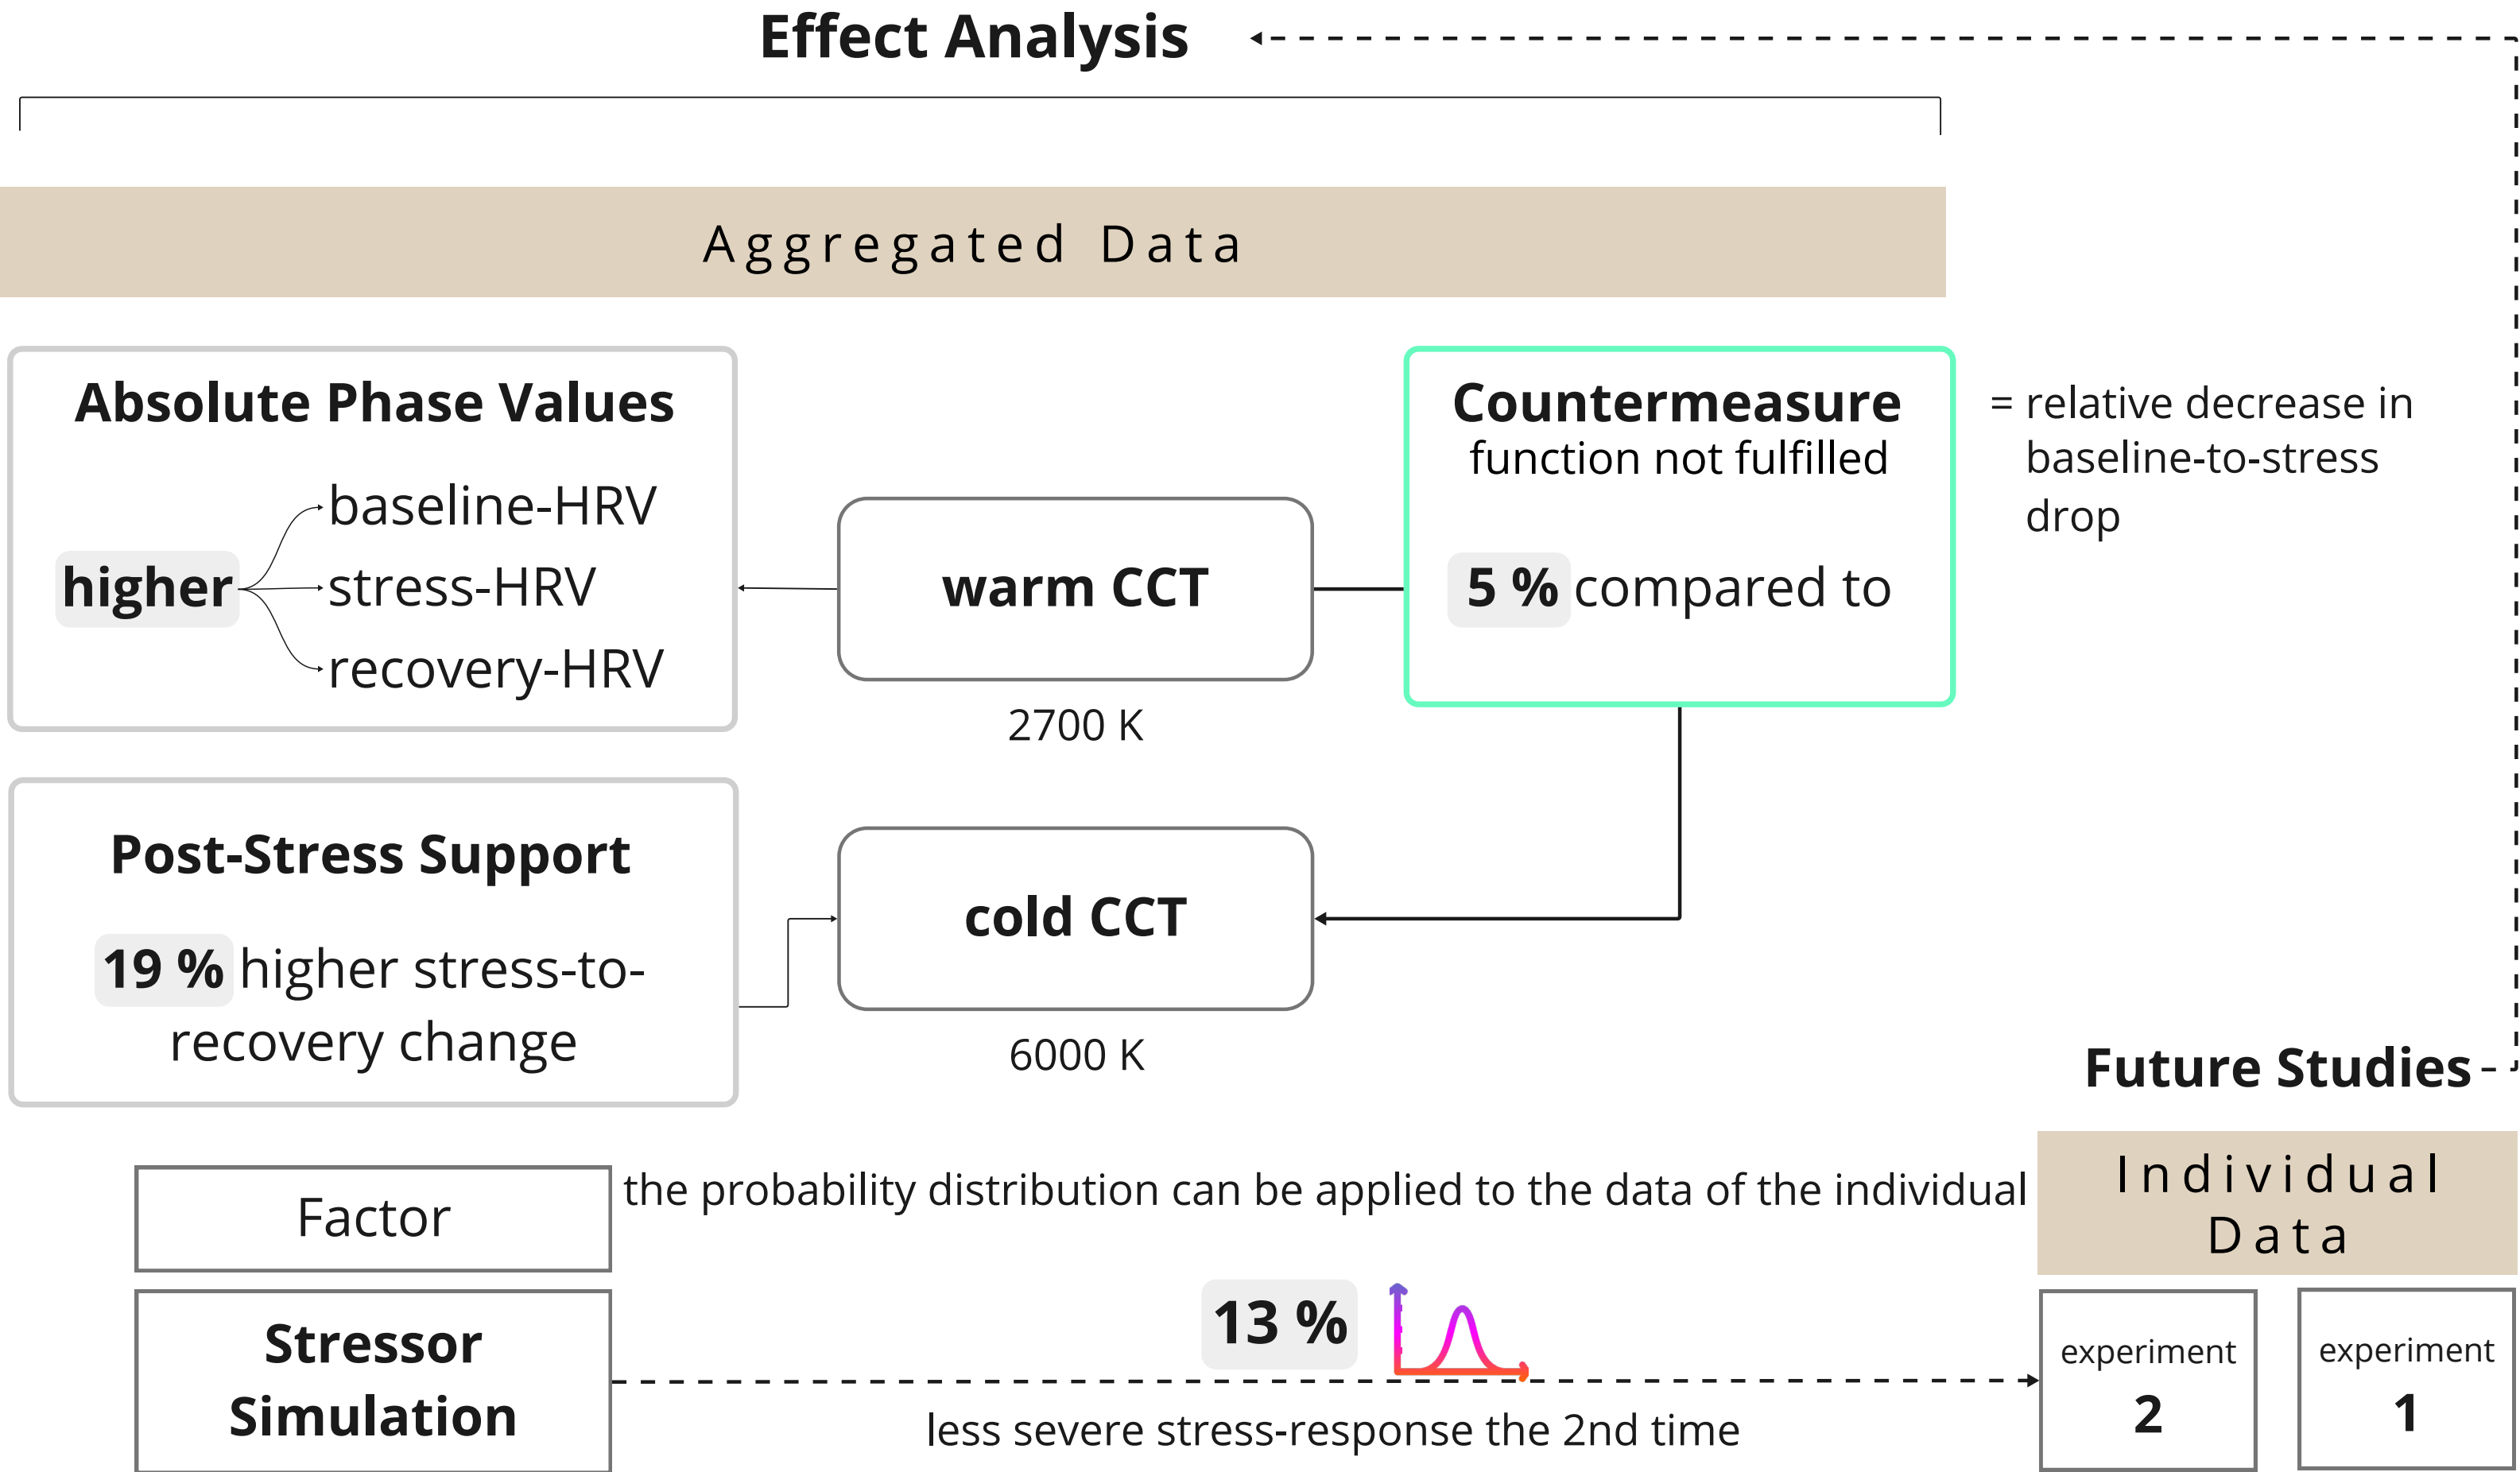 Effect Analysis
Aggregated Data
Absolute Phase Values
higher
baseline-HRV
stress-HRV
recovery-HRV
warm CCT
2700 K
Countermeasure
function not fulfilled
5 % compared to
= relative decrease in
baseline-to-stress
drop
Post-Stress Support
19 % higher stress-to-
recovery change
cold CCT
6000 K
Future Studies
Factor
the probability distribution can be applied to the data of the individual
Individual
Data
Stressor
Simulation
13 %
less severe stress-response the 2nd time
experiment
2
experiment
1